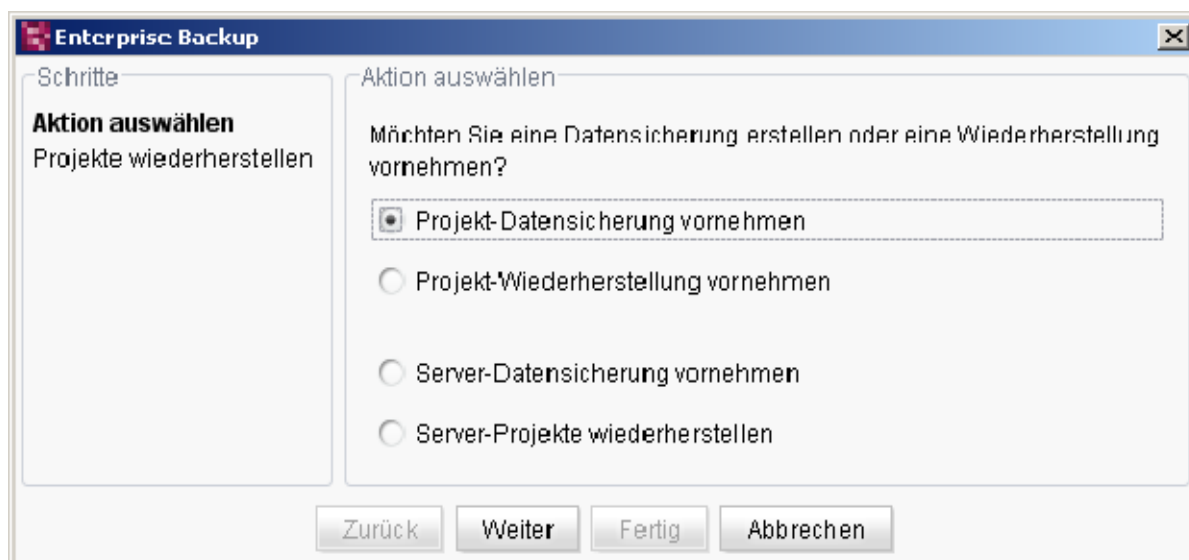 Enterprise Backup
Schritte
Aktion auswählen
Projekte wiederherstellen
Aktion auswählen
Möchten Sie eine Datensicherung erstellen oder eine Wiederherstellung
vornehmen?
Projekt-Datensicherung vornehmen
Projekt-Wiederherstellung vornehmen
Server-Datensicherung vornehmen
Server-Projekte wiederherstellen
Zurück Weiter Fertig Abbrechen